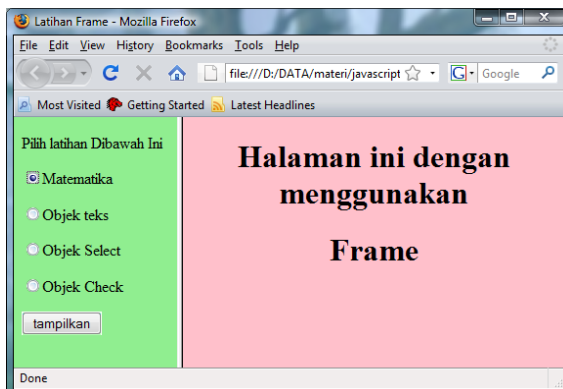 Latihan Frame - Mozilla Firefox
File Edit View History Bookmarks Tools Help
file:///D:/DATA/materi/javascript
G Google
Most Visited Getting Started Latest Headlines
Pilih latihan Dibawah Ini
Matematika
Objek teks
Objek Select
Objek Check
tampilkan
Halaman ini dengan
menggunakan
Frame
Done